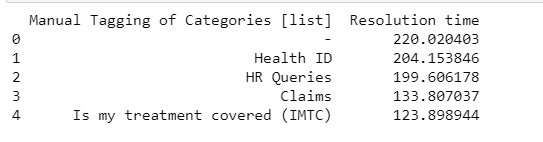 Manual Tagging of Categories [list] Resolution time
0 - 220.020403
1 Health ID 204.153846
2 HR Queries 199.606178
3 Claims 133.807037
4 Is my treatment covered (IMTC) 123.898944